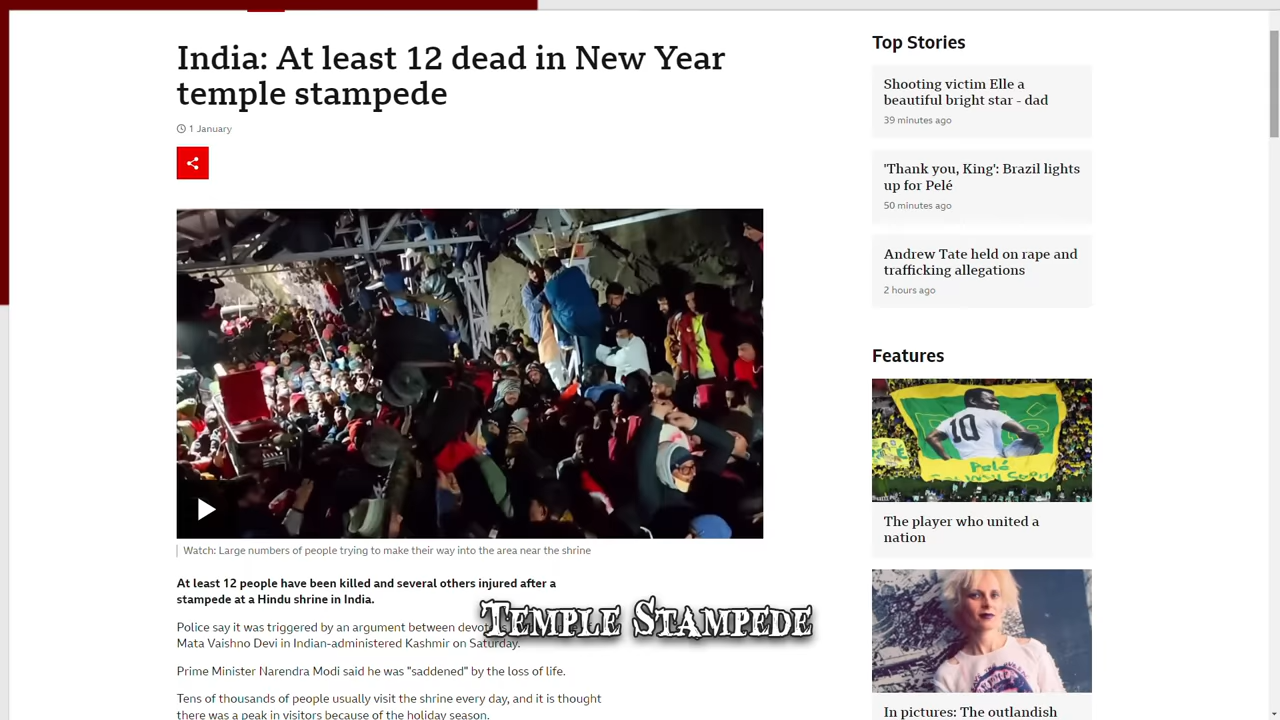 India: At least 12 dead in New Year
temple stampede
1 January
Watch: Large numbers of people trying to make their way into the area near the shrine
At least 12 people have been killed and several others injured after a
stampede at a Hindu shrine in India.
Police say it was triggered by an argument between
Mata Vaishno Devi in Indian-administered Kashmir on Saturday.
Prime Minister Narendra Modi said he was "saddened" by the loss of life.
Tens of thousands of people usually visit the shrine every day, and it is thought
there was a peak in visitors because of the holiday season.
Temple Stampede
Top Stories
Shooting victim Elle a
beautiful bright star - dad
39 minutes ago
'Thank you, King': Brazil lights
up for Pelé
50 minutes ago
Andrew Tate held on rape and
trafficking allegations
2 hours ago
Features
10
Pelé
The player who united a
nation
In pictures: The outlandish